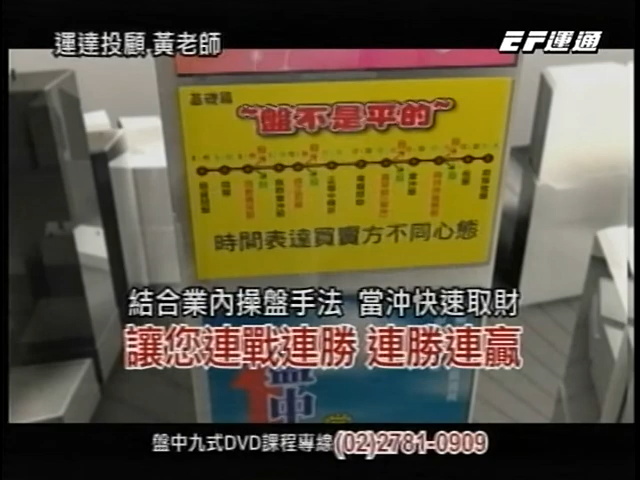 運達投顧 黃老師
EF運通
基礎篇
~盤不是平的~
時間表達買賣方不同心態
結合業內操盤手法 當沖快速取財
讓您連戰連勝 連勝連贏
盤中
盤中九式DVD課程專線(02)2781-0909